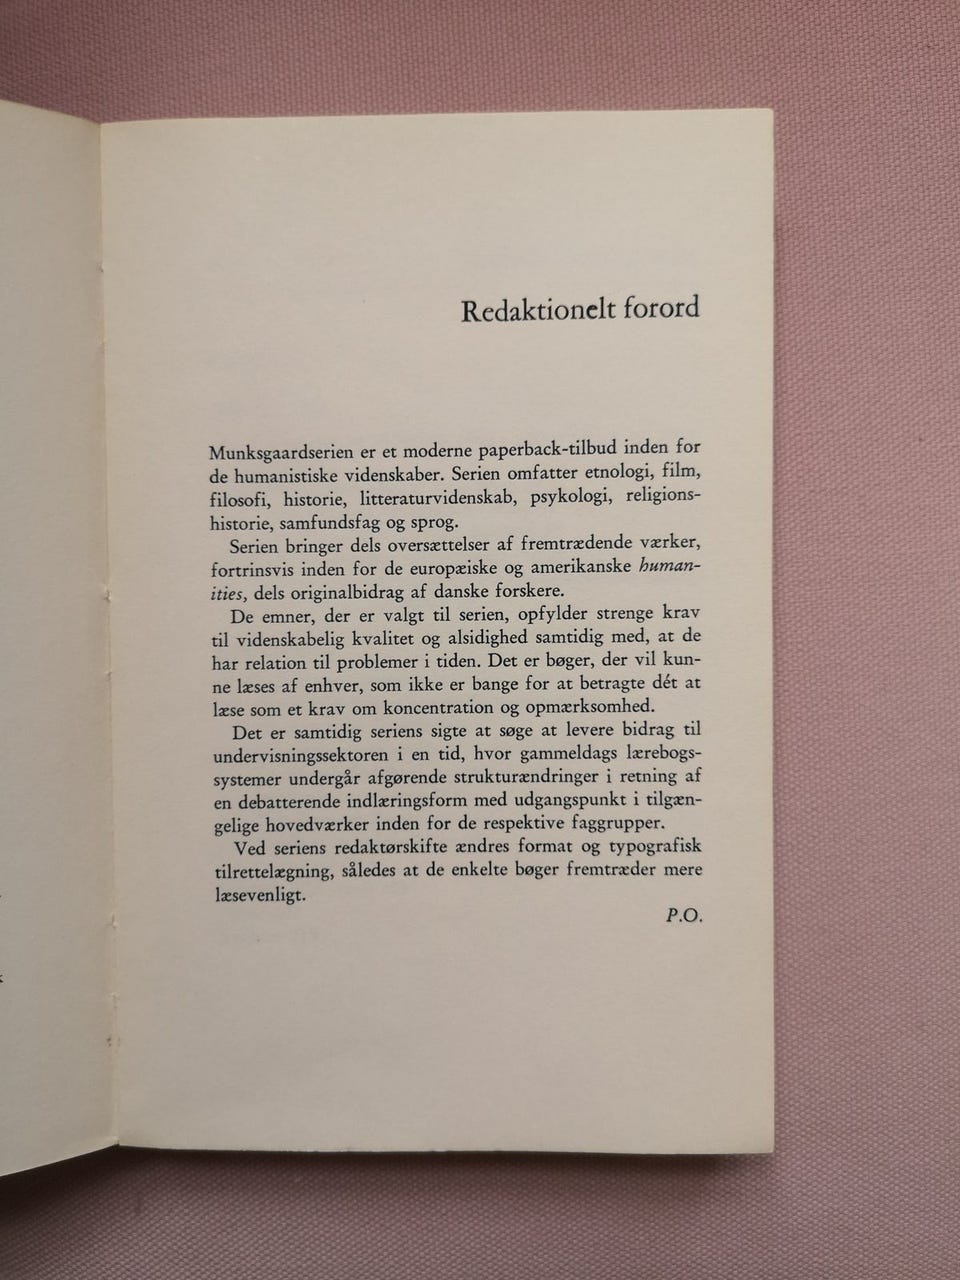 Redaktionelt forord
Munksgaardserien er et moderne paperback-tilbud inden for
de humanistiske videnskaber. Serien omfatter etnologi, film,
filosofi, historie, litteraturvidenskab, psykologi, religions-
historie, samfundsfag og sprog.
Serien bringer dels oversættelser af fremtrædende værker,
fortrinsvis inden for de europæiske og amerikanske human-
ities, dels originalbidrag af danske forskere.
De emner, der er valgt til serien, opfylder strenge krav
til videnskabelig kvalitet og alsidighed samtidig med, at de
har relation til problemer i tiden. Det er bøger, der vil kun-
ne læses af enhver, som ikke er bange for at betragte dét at
læse som et krav om koncentration og opmærksomhed.
Det er samtidig seriens sigte at søge at levere bidrag til
undervisningssektoren i en tid, hvor gammeldags lærebogs-
systemer undergår afgørende strukturændringer i retning af
en debatterende indlæringsform med udgangspunkt i tilgæn-
gelige hovedværker inden for de respektive faggrupper.
Ved seriens redaktørskifte ændres format og typografisk
tilrettelægning, således at de enkelte bøger fremtræder mere
læsevenligt.
P.O.